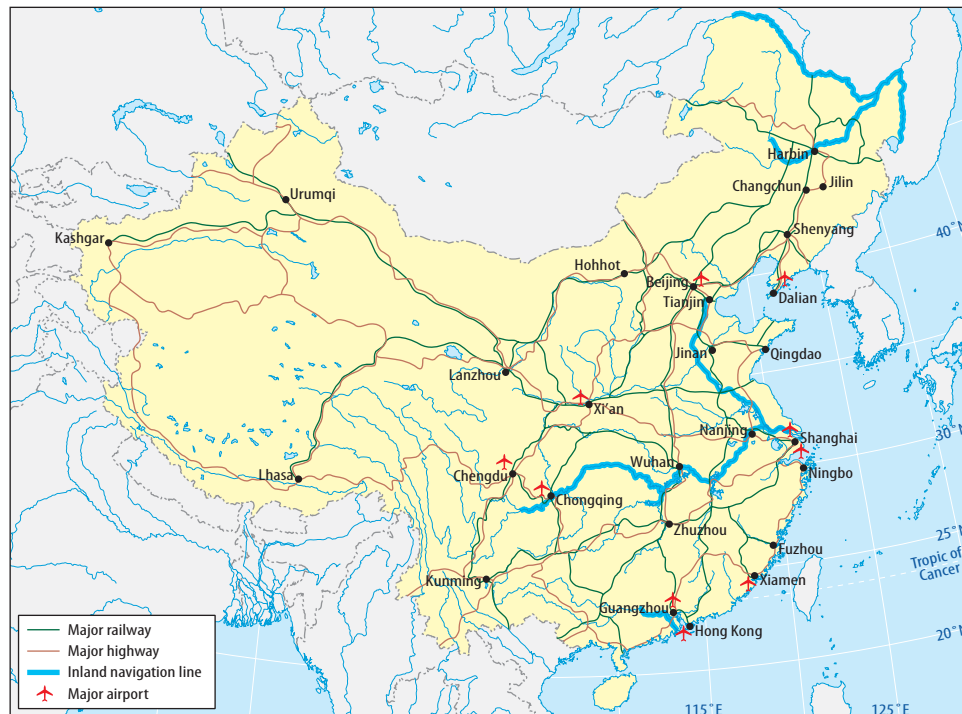 Harbin
Changchun
Jilin
Urumqi
40°N
Shenyang
Kashgar
Hohhot
Beijing
Tianjin
Dalian
35°N
Jinan
Qingdao
Lanzhou
Xi'an
30°N
Nanjing
Shanghai
Wuhan
Ningbo
Chengdu
Lhasa
Chongqing
Zhuzhou
25°N
Fuzhou
Tropic of
Cancer
Kunming
Xiamen
Guangzhou
Hong Kong
20°N
Major railway
Major highway
Inland navigation line
Major airport
115°E
125°E